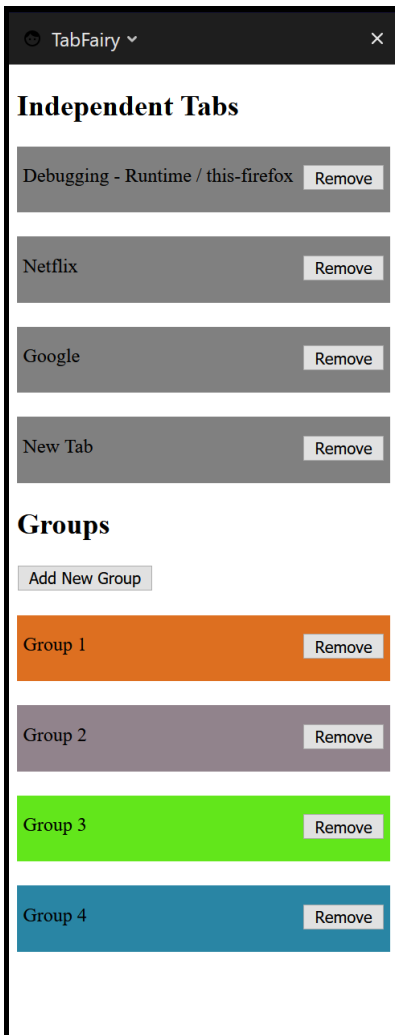 TabFairy
Independent Tabs
Debugging - Runtime / this-firefox Remove
Netflix Remove
Google Remove
New Tab Remove
Groups
Add New Group
Group 1 Remove
Group 2 Remove
Group 3 Remove
Group 4 Remove